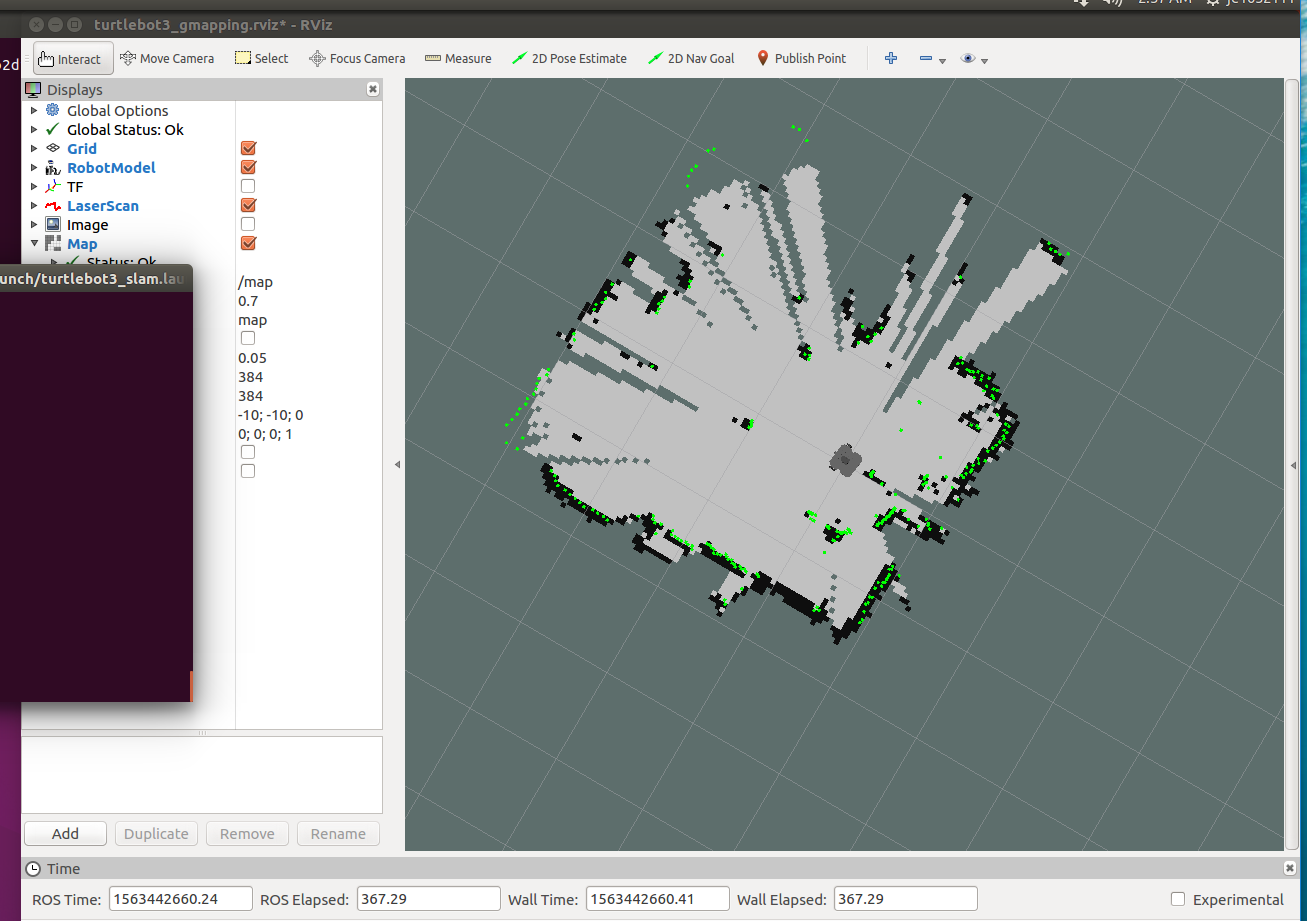 turtlebot3_gmapping.rviz* - RViz
Interact Move Camera Select Focus Camera Measure 2D Pose Estimate 2D Nav Goal Publish Point
Displays
Global Options
Global Status: Ok
Grid
RobotModel
TF
LaserScan
Image
Map
Status: Ok
unch/turtlebot3_slam.lau
/map
0.7
map
0.05
384
384
-10; -10; 0
0; 0; 0; 1
Add Duplicate Remove Rename
Time
ROS Time: 1563442660.24 ROS Elapsed: 367.29 Wall Time: 1563442660.41 Wall Elapsed: 367.29 Experimental